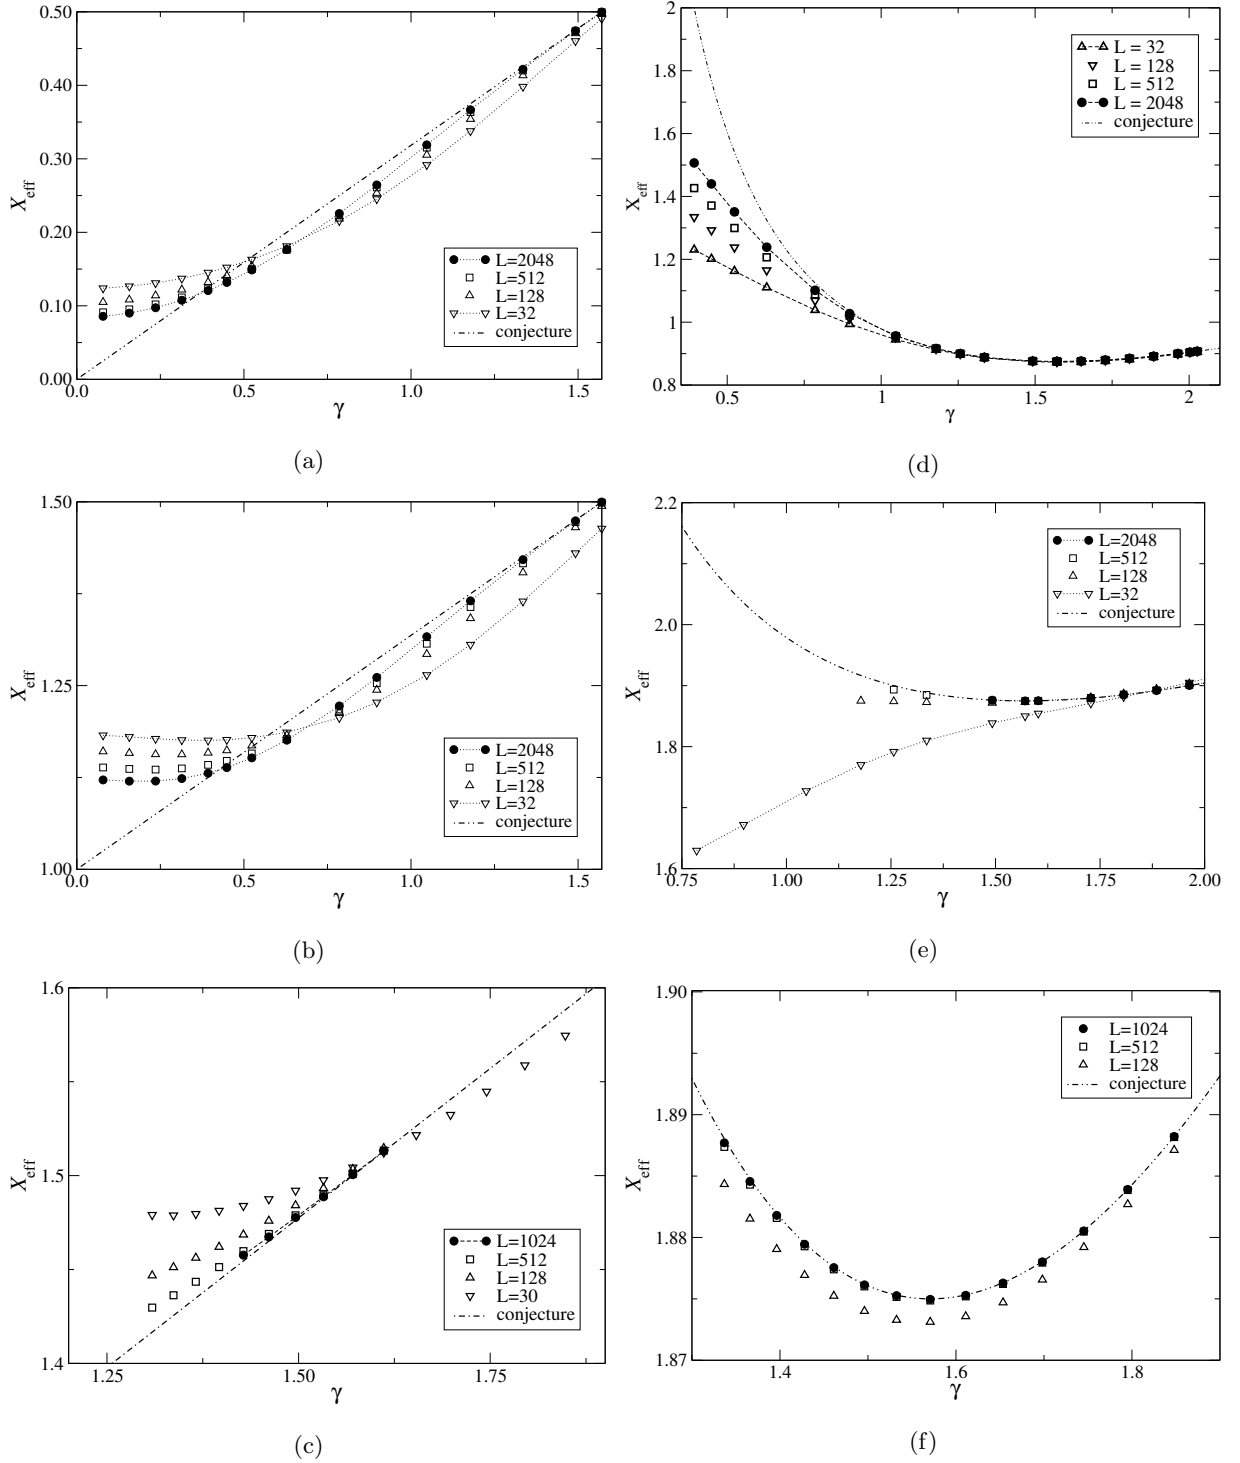 0.50
0.40
0.30
0.20
0.10
0.00
X_eff
0.0
0.5
1.0
1.5
γ
L=2048
L=512
L=128
L=32
conjecture
(a)
2
1.8
1.6
1.4
1.2
1
0.8
X_eff
0.5
1
1.5
2
γ
L = 32
L = 128
L = 512
L = 2048
conjecture
(d)
1.50
1.25
1.00
X_eff
0.0
0.5
1.0
1.5
γ
L=2048
L=512
L=128
L=32
conjecture
(b)
2.2
2.0
1.8
1.6
X_eff
0.75
1.00
1.25
1.50
1.75
2.00
γ
L=2048
L=512
L=128
L=32
conjecture
(e)
1.6
1.5
1.4
X_eff
1.25
1.50
1.75
γ
L=1024
L=512
L=128
L=30
conjecture
(c)
1.90
1.89
1.88
1.87
X_eff
1.4
1.6
1.8
γ
L=1024
L=512
L=128
conjecture
(f)